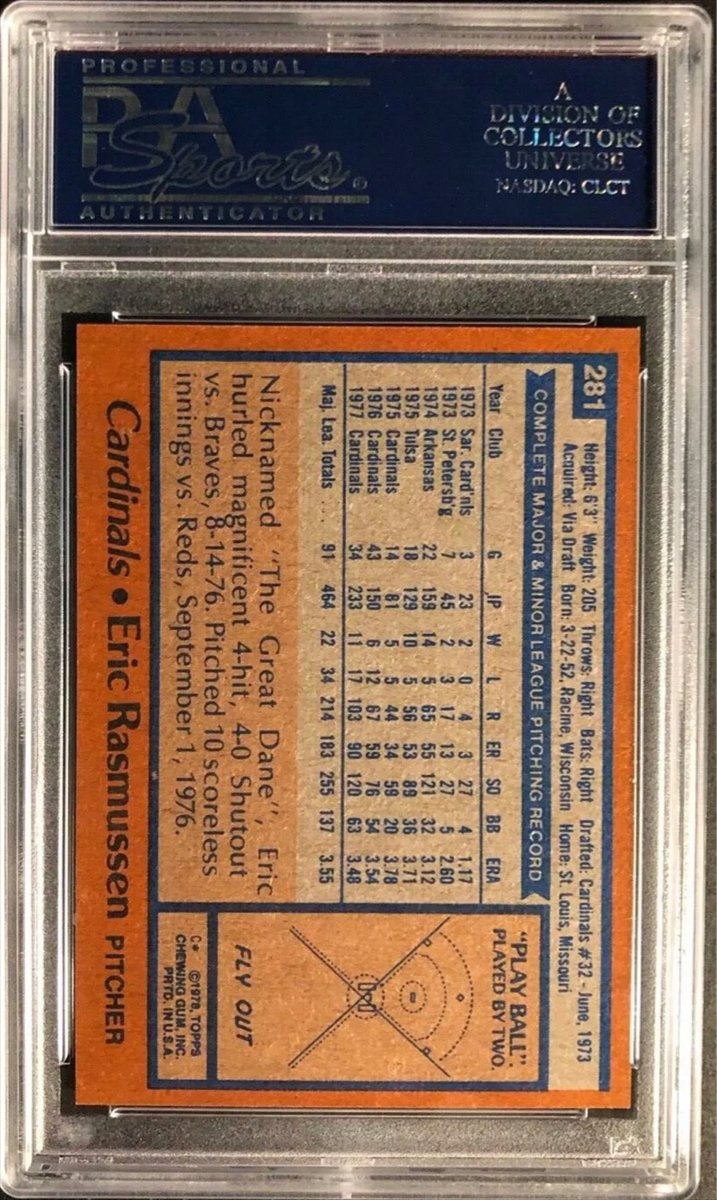 PROFESSIONAL
PSA
Sports®
AUTHENTICATOR
A
DIVISION OF
COLLECTORS
UNIVERSE
NASDAQ: CLCT
281
Height: 6'3" Weight: 205 Throws: Right Bats: Right Drafted: Cardinals #32 - June, 1973
Acquired: Via Draft Born: 3-22-52, Racine, Wisconsin Home: St. Louis, Missouri
COMPLETE MAJOR & MINOR LEAGUE PITCHING RECORD
Year Club G IP W L R ER SO BB ERA
1973 Sar. Card'nls 3 23 2 0 4 3 27 4 1.17
1973 St. Petersb'g 7 45 2 3 17 13 27 5 2.60
1974 Arkansas 22 159 14 5 65 55 121 32 3.12
1975 Tulsa 18 129 10 5 56 53 89 36 3.71
1975 Cardinals 14 81 5 5 44 34 59 20 3.78
1976 Cardinals 43 150 6 12 67 59 76 54 3.54
1977 Cardinals 34 233 11 17 103 90 120 63 3.48
Maj. Lea. Totals ... 91 464 22 34 214 183 255 137 3.55
Nicknamed "The Great Dane", Eric
hurled magnificent 4-hit, 4-0 Shutout
vs. Braves, 8-14-76. Pitched 10 scoreless
innings vs. Reds, September 1, 1976.
"PLAY BALL".
PLAYED BY TWO.
FLY OUT
C* ©1978, TOPPS
CHEWING GUM, INC.
PRTD. IN U.S.A.
Cardinals • Eric Rasmussen PITCHER